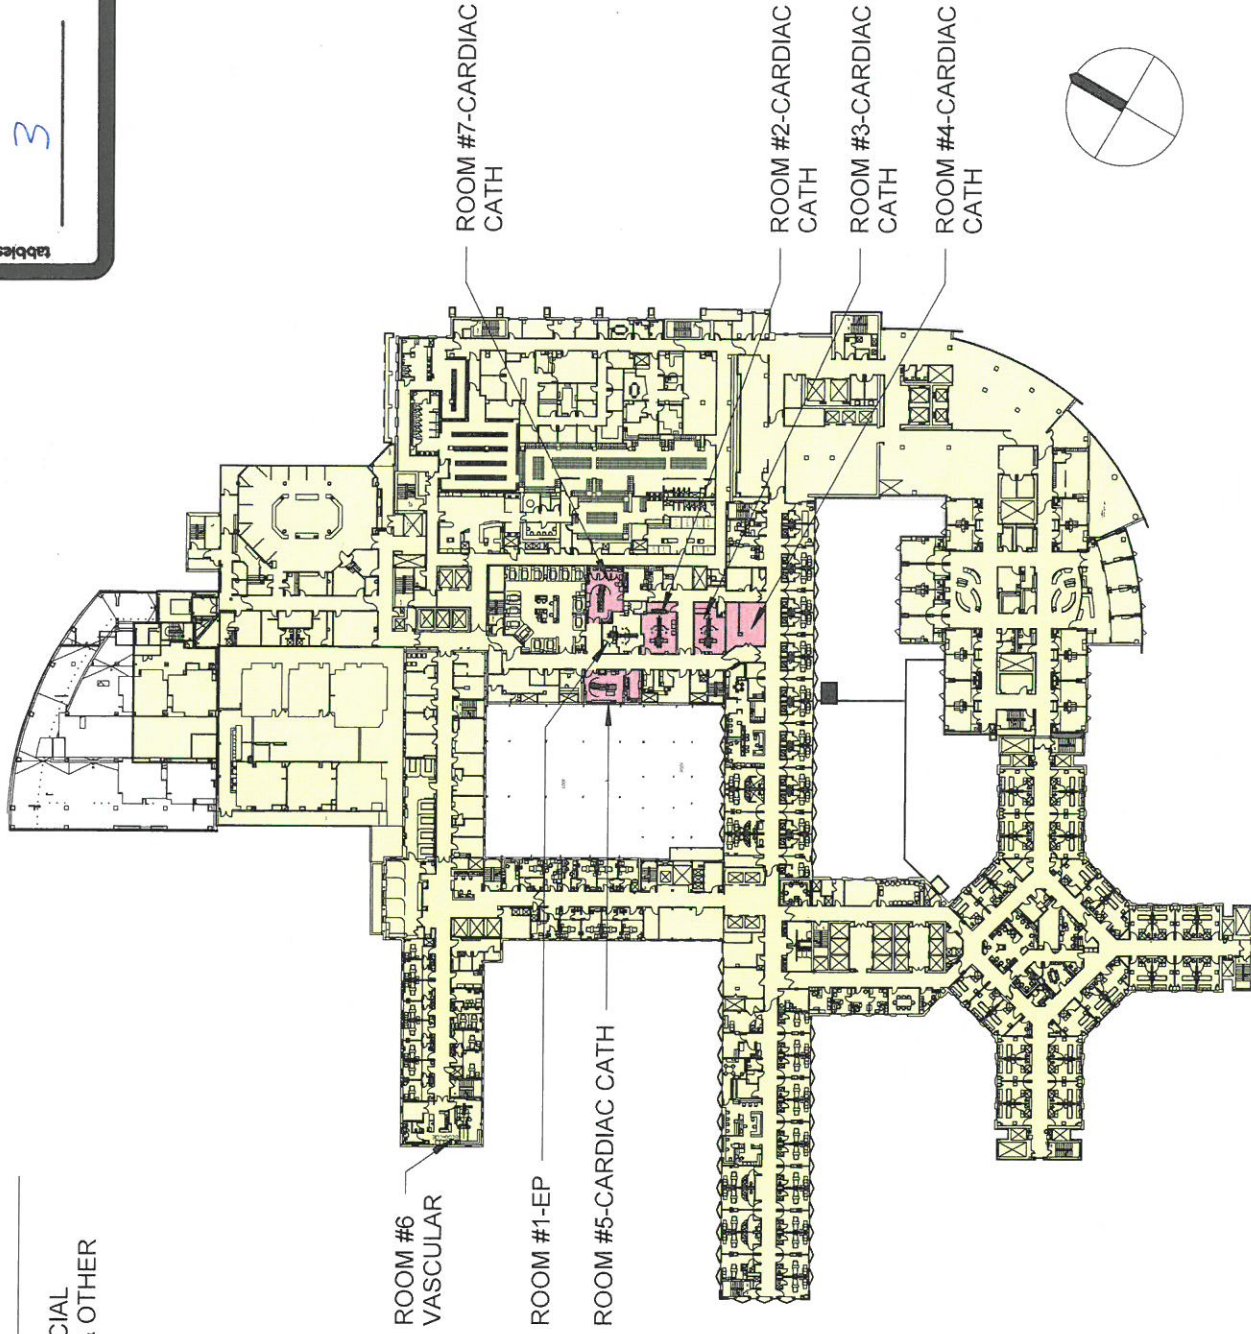 3
tabbies
CIAL
& OTHER
ROOM #7-CARDIAC
CATH
ROOM #2-CARDIAC
CATH
ROOM #3-CARDIAC
CATH
ROOM #4-CARDIAC
CATH
ROOM #6
VASCULAR
ROOM #1-EP
ROOM #5-CARDIAC CATH